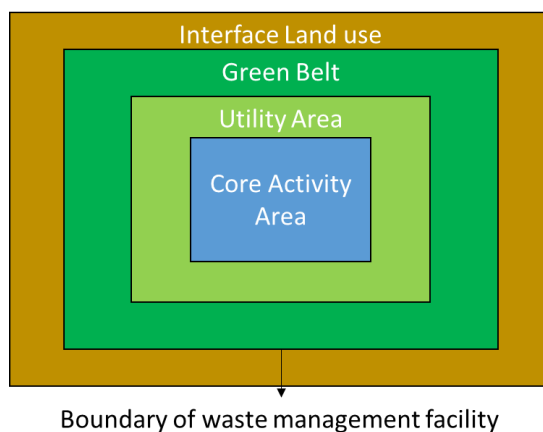 Interface Land use
Green Belt
Utility Area
Core Activity
Area
Boundary of waste management facility